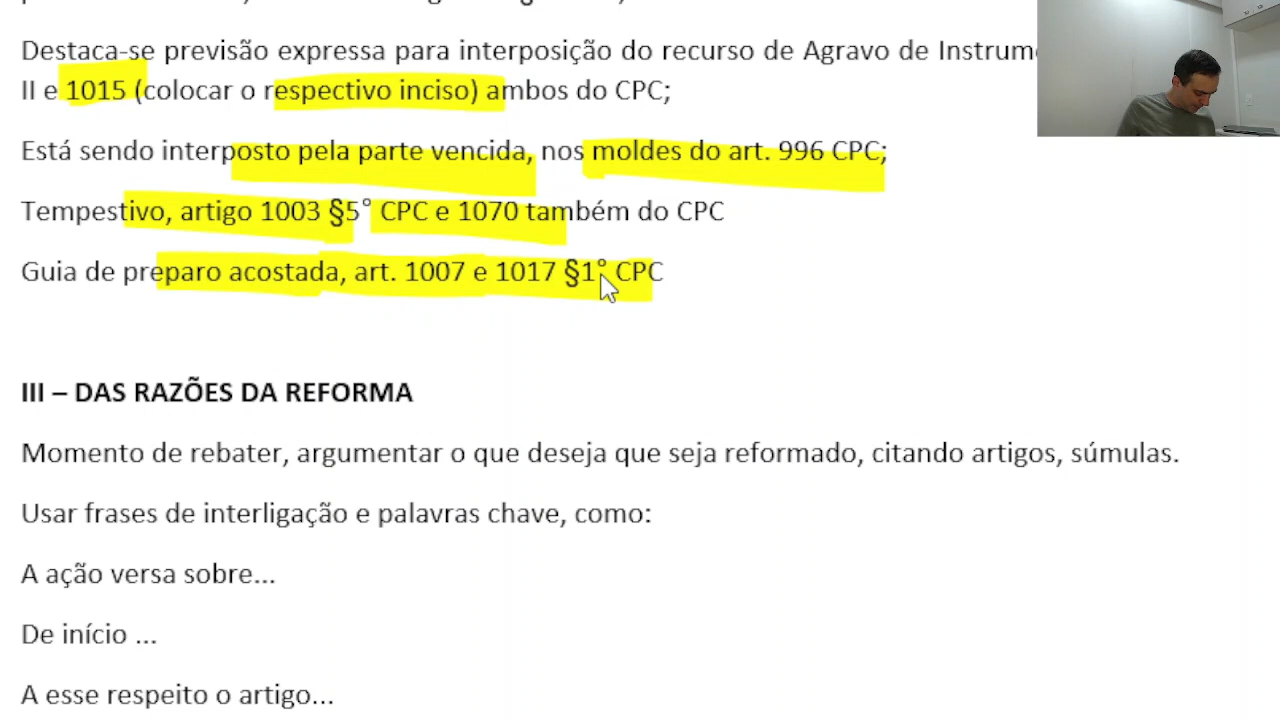 Destaca-se previsão expressa para interposição do recurso de Agravo de
II e 1015 (colocar o respectivo inciso) ambos do CPC;
Está sendo interposto pela parte vencida, nos moldes do art. 996 CPC;
Tempestivo, artigo 1003 §5° CPC e 1070 também do CPC
Guia de preparo acostada, art. 1007 e 1017 §1° CPC
III – DAS RAZÕES DA REFORMA
Momento de rebater, argumentar o que deseja que seja reformado, citando artigos, súmulas.
Usar frases de interligação e palavras chave, como:
A ação versa sobre...
De início ...
A esse respeito o artigo...